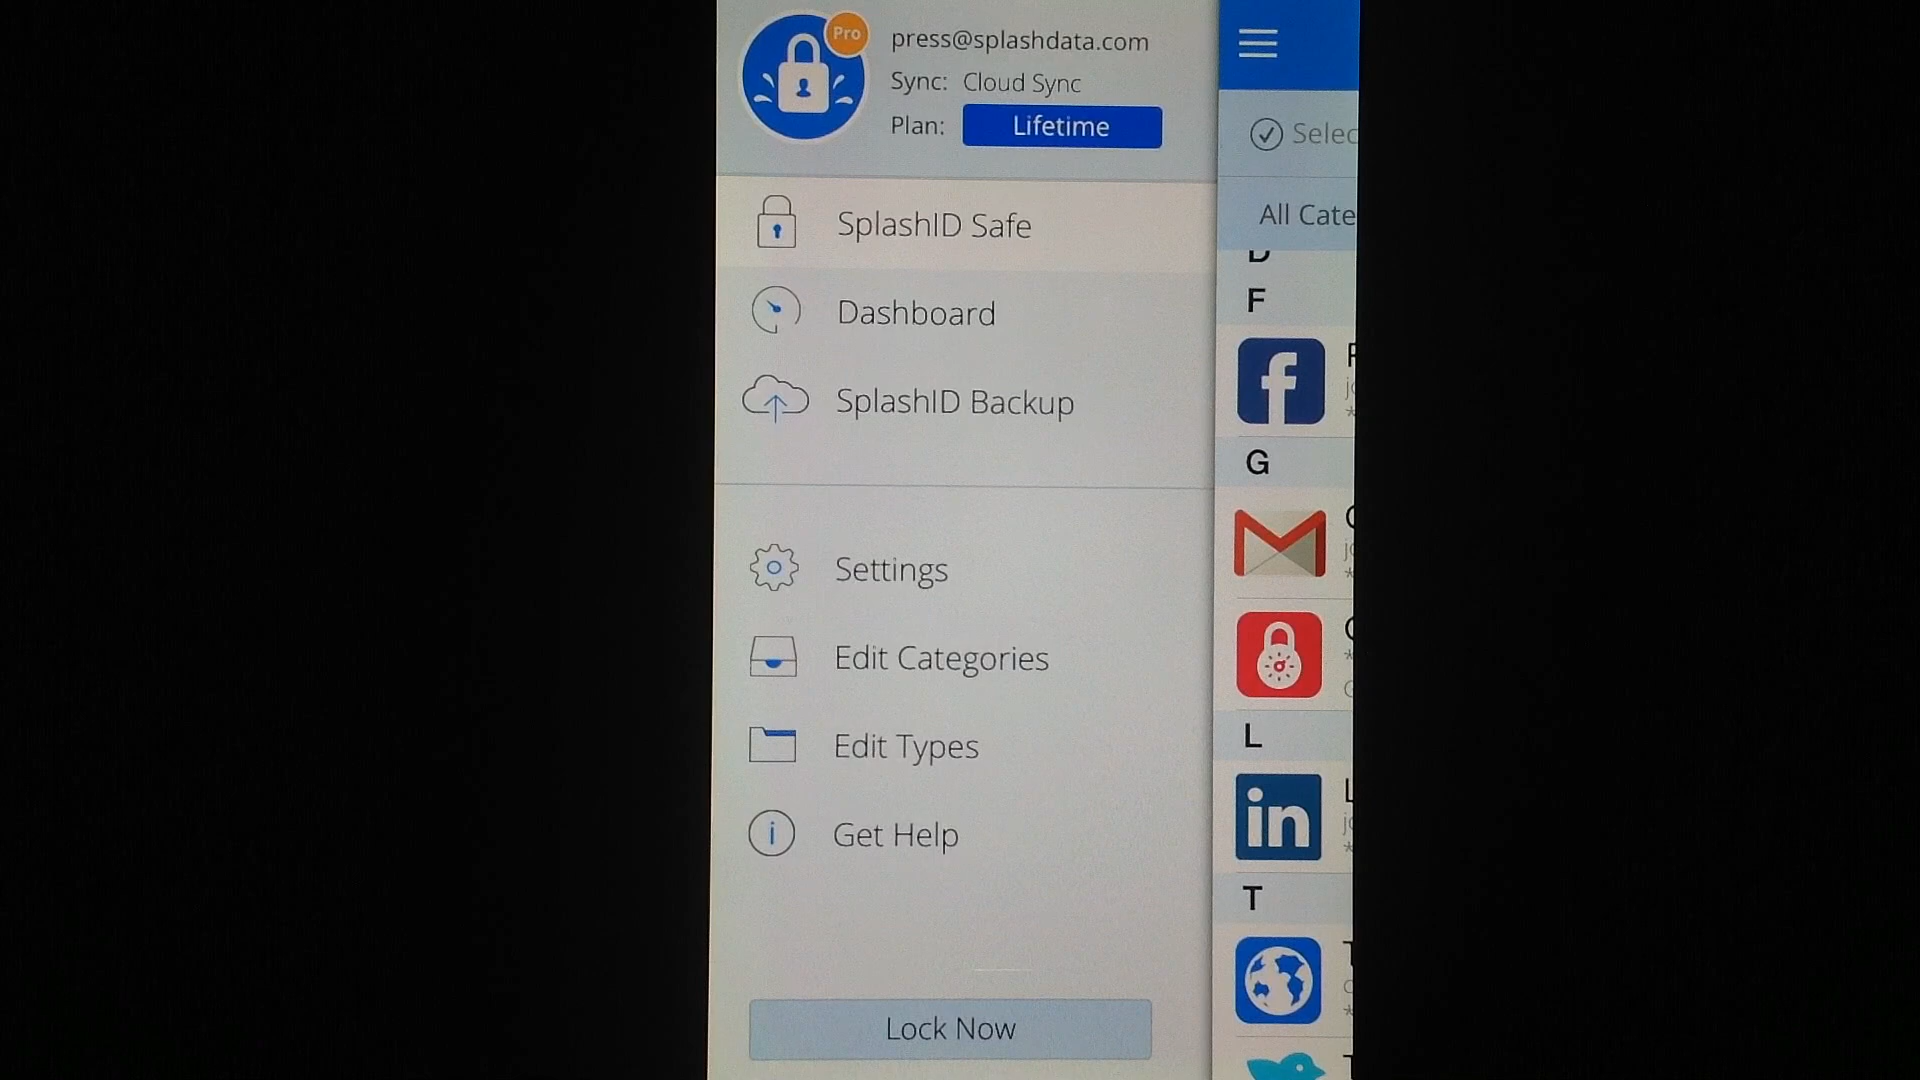 Pro
press@splashdata.com
Sync: Cloud Sync
Plan: Lifetime
SplashID Safe
Dashboard
SplashID Backup
Settings
Edit Categories
Edit Types
Get Help
Lock Now
Selec
All Cate
D
F
f
G
L
in
T